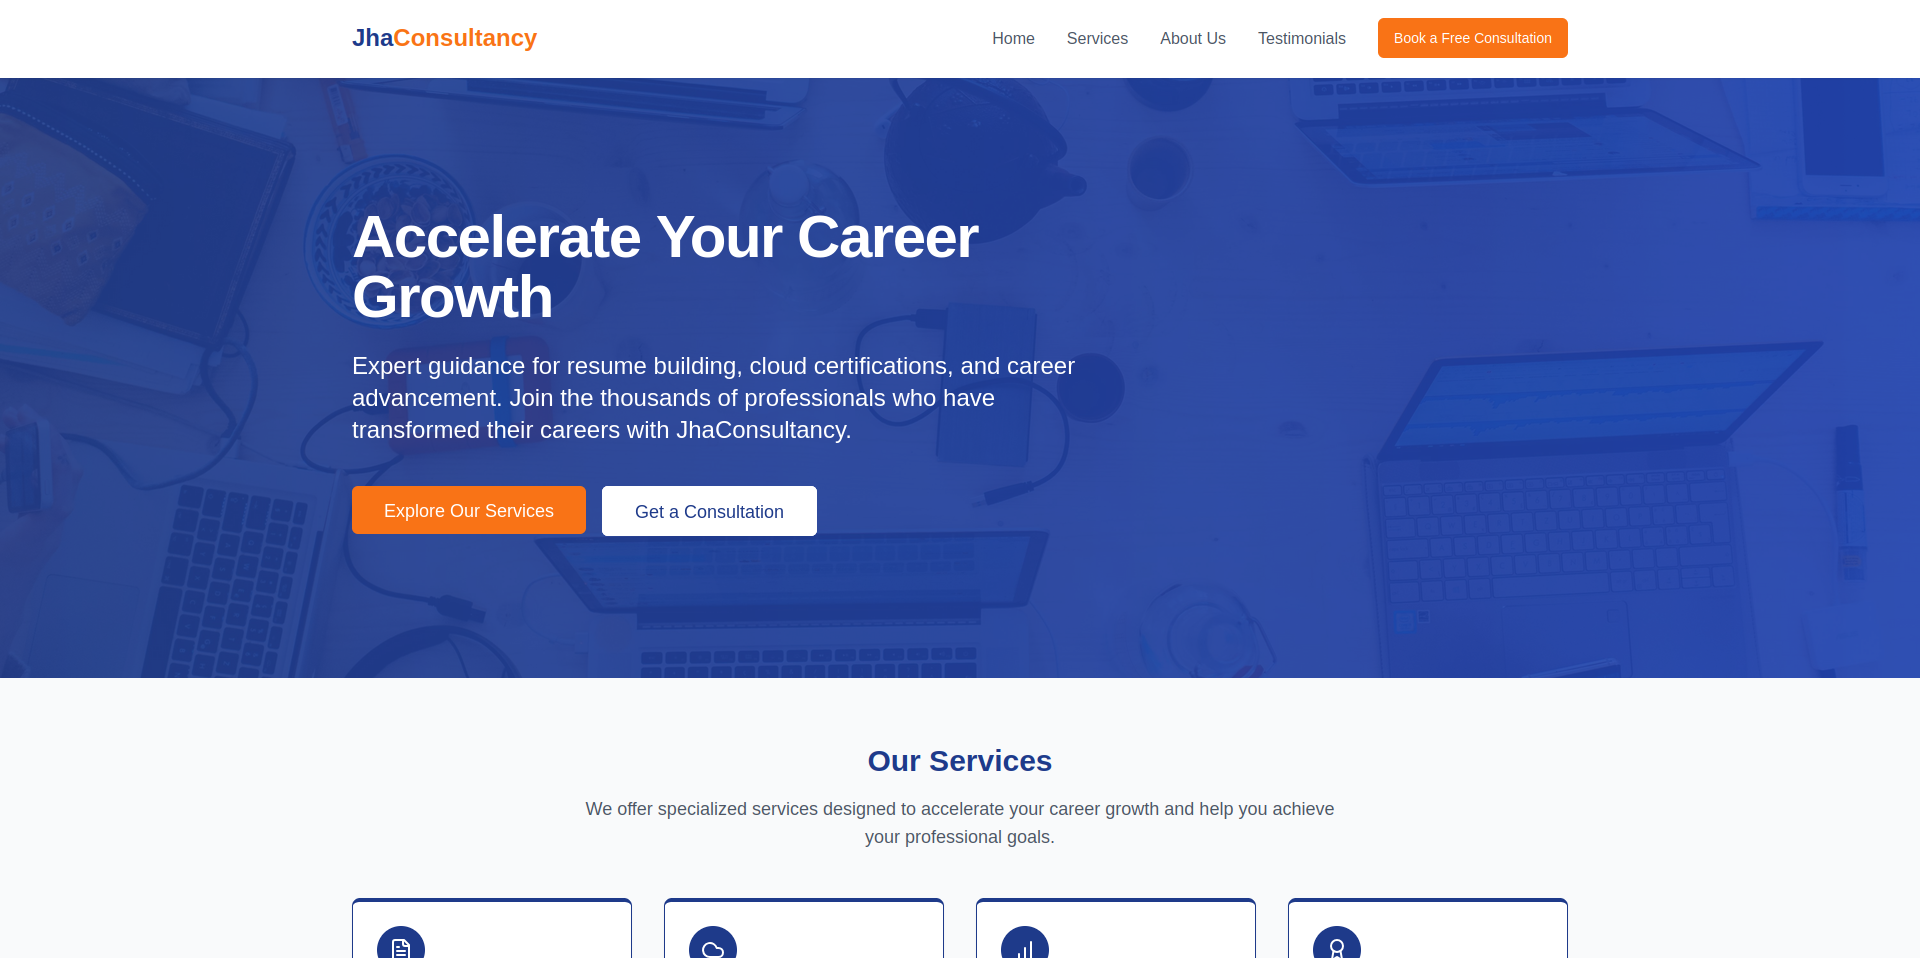 JhaConsultancy
Home Services About Us Testimonials Book a Free Consultation
Accelerate Your Career
Growth
Expert guidance for resume building, cloud certifications, and career
advancement. Join the thousands of professionals who have
transformed their careers with JhaConsultancy.
Explore Our Services Get a Consultation
Our Services
We offer specialized services designed to accelerate your career growth and help you achieve
your professional goals.